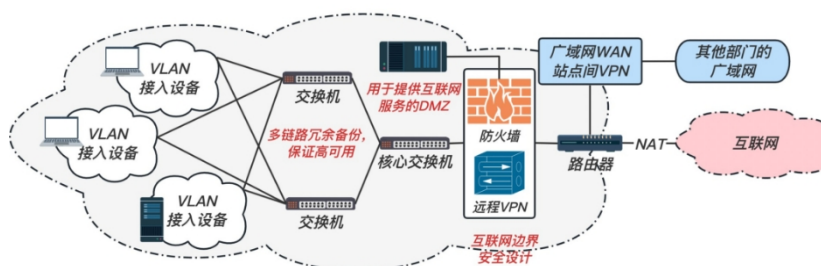 VLAN
接入设备
VLAN
接入设备
VLAN
接入设备
交换机
多链路冗余备份,
保证高可用
交换机
用于提供互联网
服务的DMZ
核心交换机
防火墙
远程VPN
互联网边界
安全设计
广域网WAN
站点间VPN
其他部门的
广域网
路由器
NAT
互联网